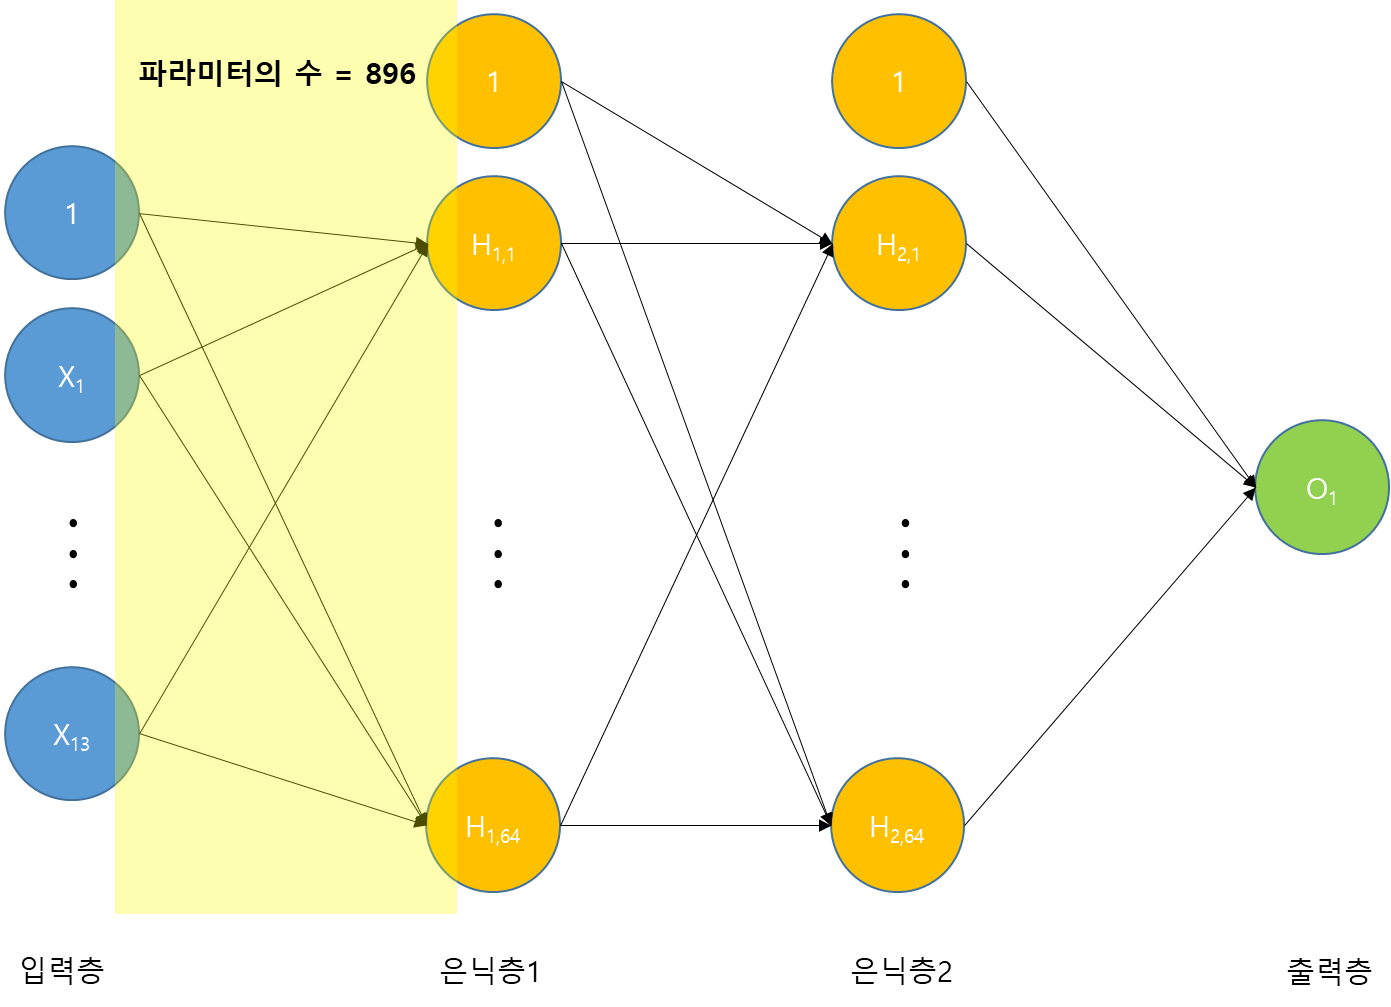 파라미터의 수 = 896
1
X1
X13
1
H1,1
H1,64
1
H2,1
H2,64
O1
입력층
은닉층1
은닉층2
출력층